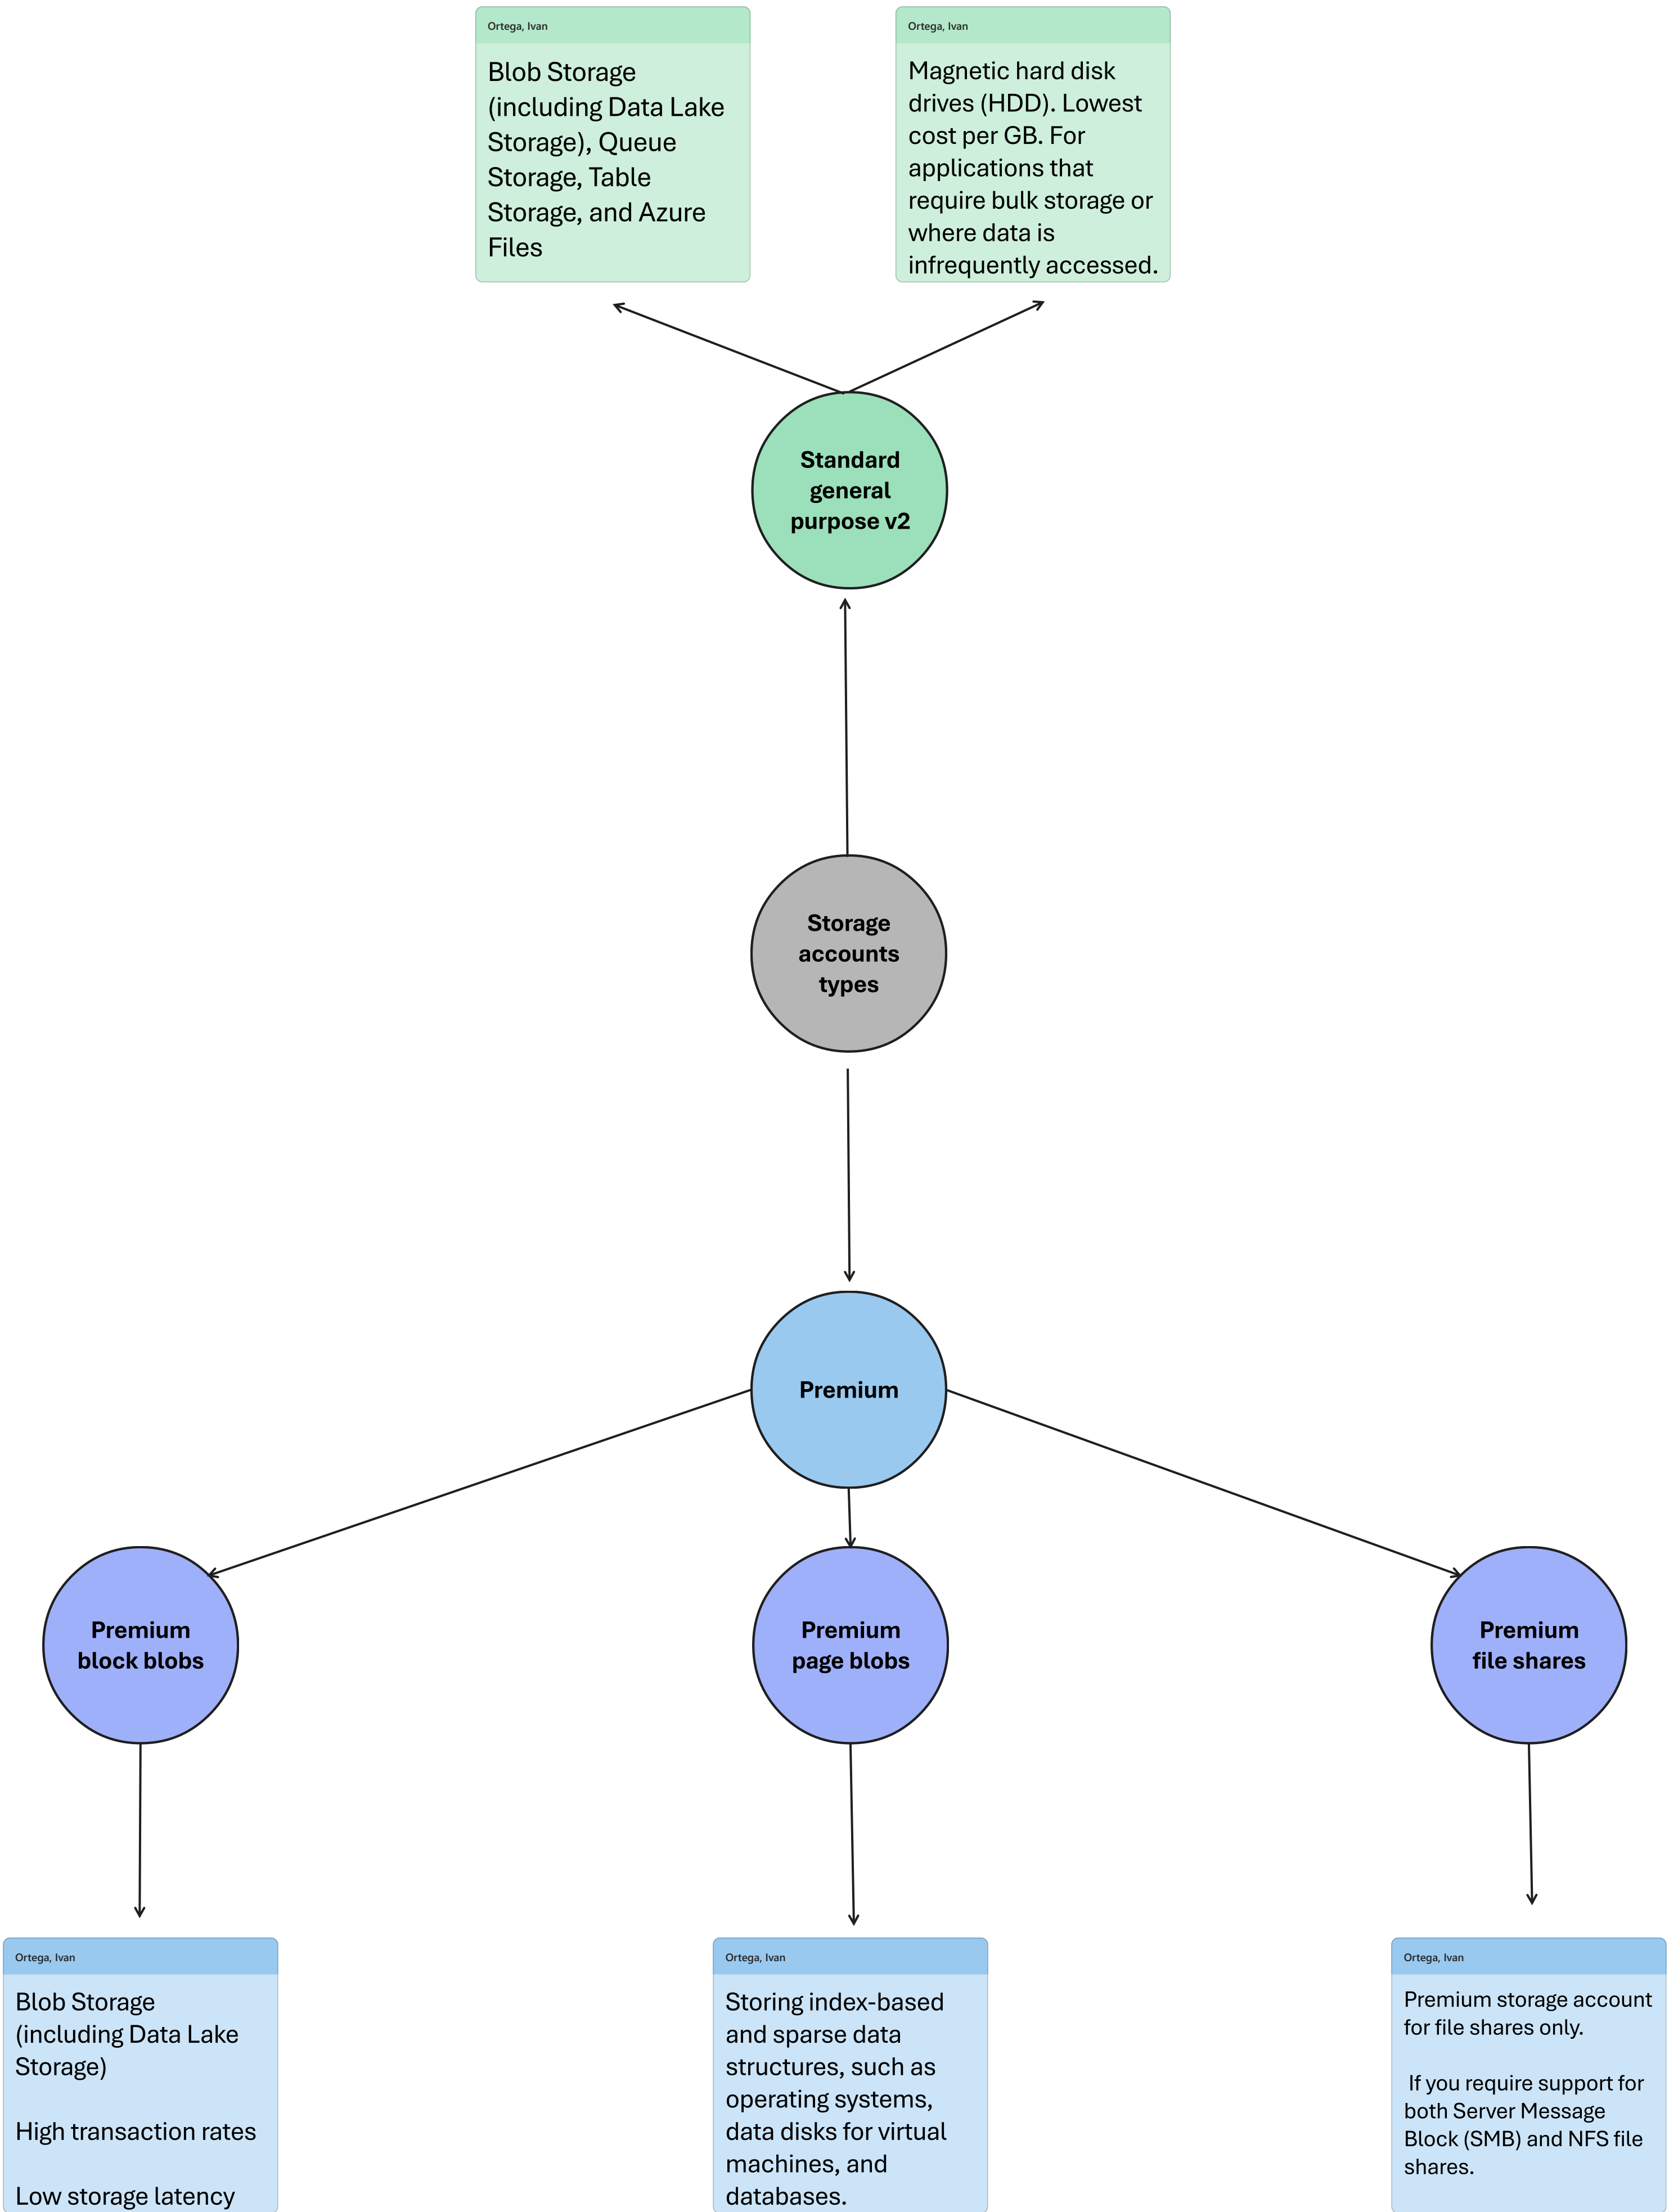 Ortega, Ivan
Blob Storage
(including Data Lake
Storage), Queue
Storage, Table
Storage, and Azure
Files
Ortega, Ivan
Magnetic hard disk
drives (HDD). Lowest
cost per GB. For
applications that
require bulk storage or
where data is
infrequently accessed.
Standard
general
purpose v2
Storage
accounts
types
Premium
Premium
block blobs
Premium
page blobs
Premium
file shares
Ortega, Ivan
Blob Storage
(including Data Lake
Storage)
High transaction rates
Low storage latency
Ortega, Ivan
Storing index-based
and sparse data
structures, such as
operating systems,
data disks for virtual
machines, and
databases.
Ortega, Ivan
Premium storage account
for file shares only.
If you require support for
both Server Message
Block (SMB) and NFS file
shares.